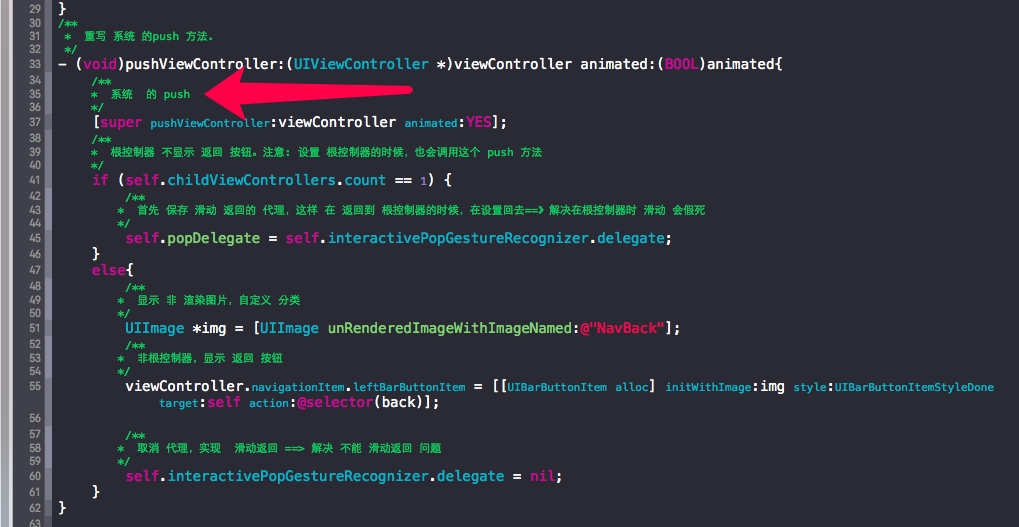 29 }
30 /**
31 * 重写 系统 的push 方法。
32 */
33 - (void)pushViewController:(UIViewController *)viewController animated:(BOOL)animated{
34 /**
35 * 系统 的 push
36 */
37 [super pushViewController:viewController animated:YES];
38 /**
39 * 根控制器 不显示 返回 按钮。注意: 设置 根控制器的时候，也会调用这个 push 方法
40 */
41 if (self.childViewControllers.count == 1) {
42 /**
43 * 首先 保存 滑动 返回的 代理，这样 在 返回到 根控制器的时候，在设置回去==》解决在根控制器时 滑动 会假死
44 */
45 self.popDelegate = self.interactivePopGestureRecognizer.delegate;
46 }
47 else{
48 /**
49 * 显示 非 渲染图片，自定义 分类
50 */
51 UIImage *img = [UIImage unRenderedImageWithImageNamed:@"NavBack"];
52 /**
53 * 非根控制器，显示 返回 按钮
54 */
55 viewController.navigationItem.leftBarButtonItem = [[UIBarButtonItem alloc] initWithImage:img style:UIBarButtonItemStyleDone
target:self action:@selector(back)];
56
57 /**
58 * 取消 代理，实现 滑动返回 ==> 解决 不能 滑动返回 问题
59 */
60 self.interactivePopGestureRecognizer.delegate = nil;
61 }
62 }
63